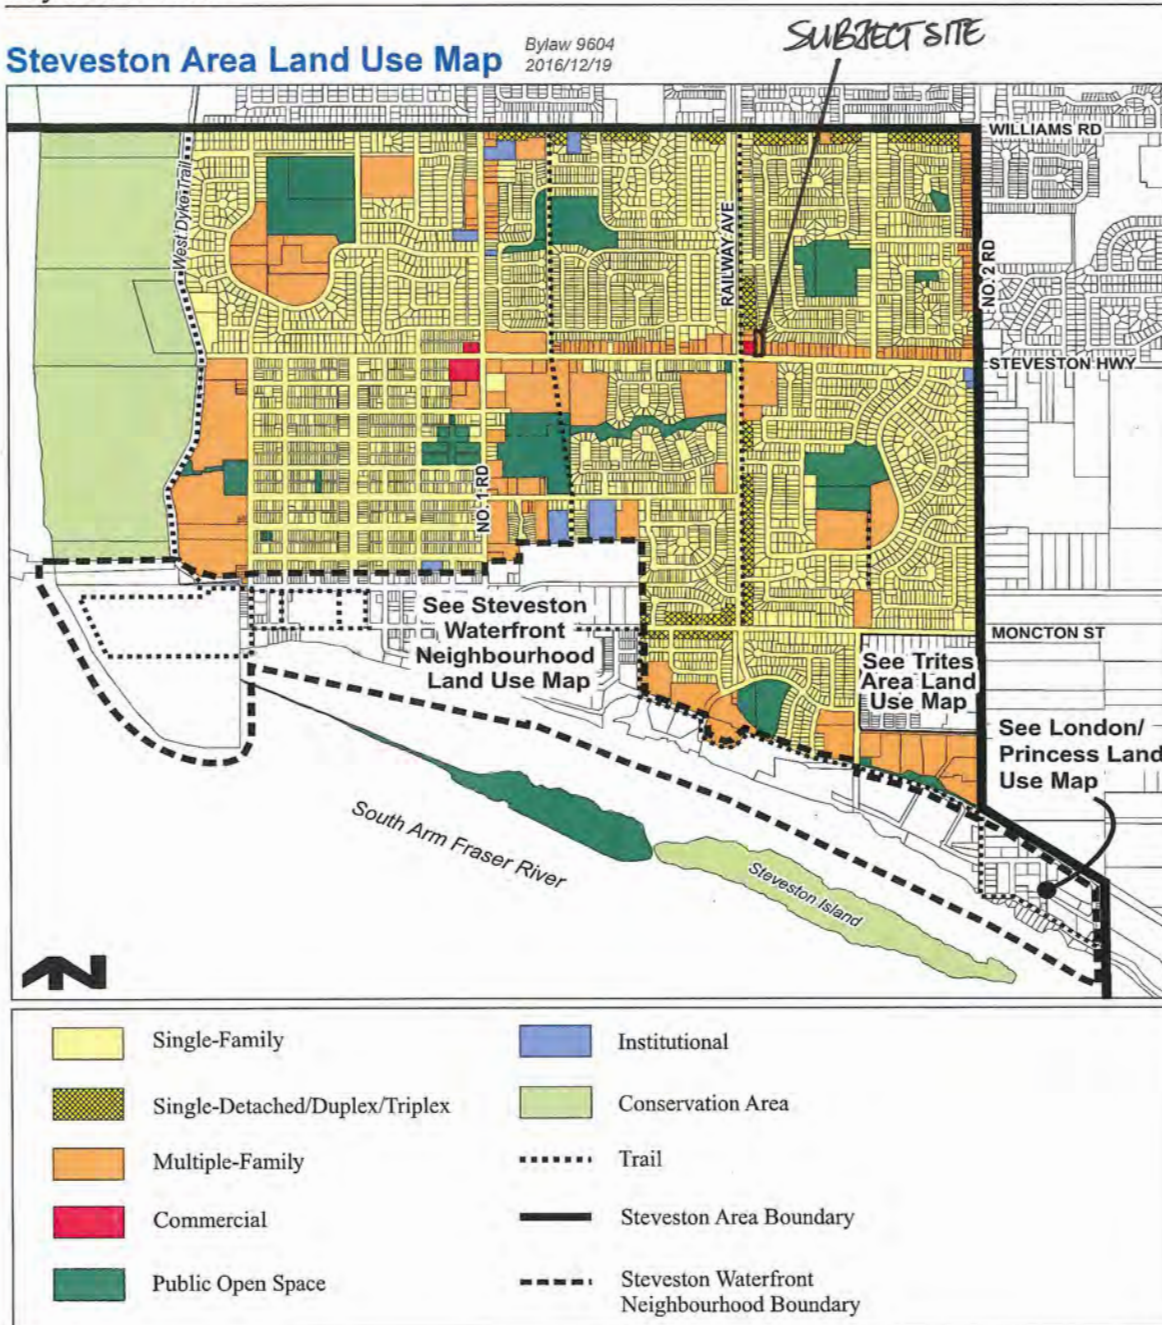 SUBJECT SITE
Steveston Area Land Use Map
Bylaw 9604
2016/12/19
WILLIAMS RD
West Dyke Trail
RAILWAY AVE
NO. 2 RD
STEVESTON HWY
NO. 1 RD
See Steveston
Waterfront
Neighbourhood
Land Use Map
MONCTON ST
See Trites
Area Land
Use Map
See London/
Princess Land
Use Map
South Arm Fraser River
Steveston Island
N
Single-Family
Institutional
Single-Detached/Duplex/Triplex
Conservation Area
Multiple-Family
Trail
Commercial
Steveston Area Boundary
Public Open Space
Steveston Waterfront
Neighbourhood Boundary